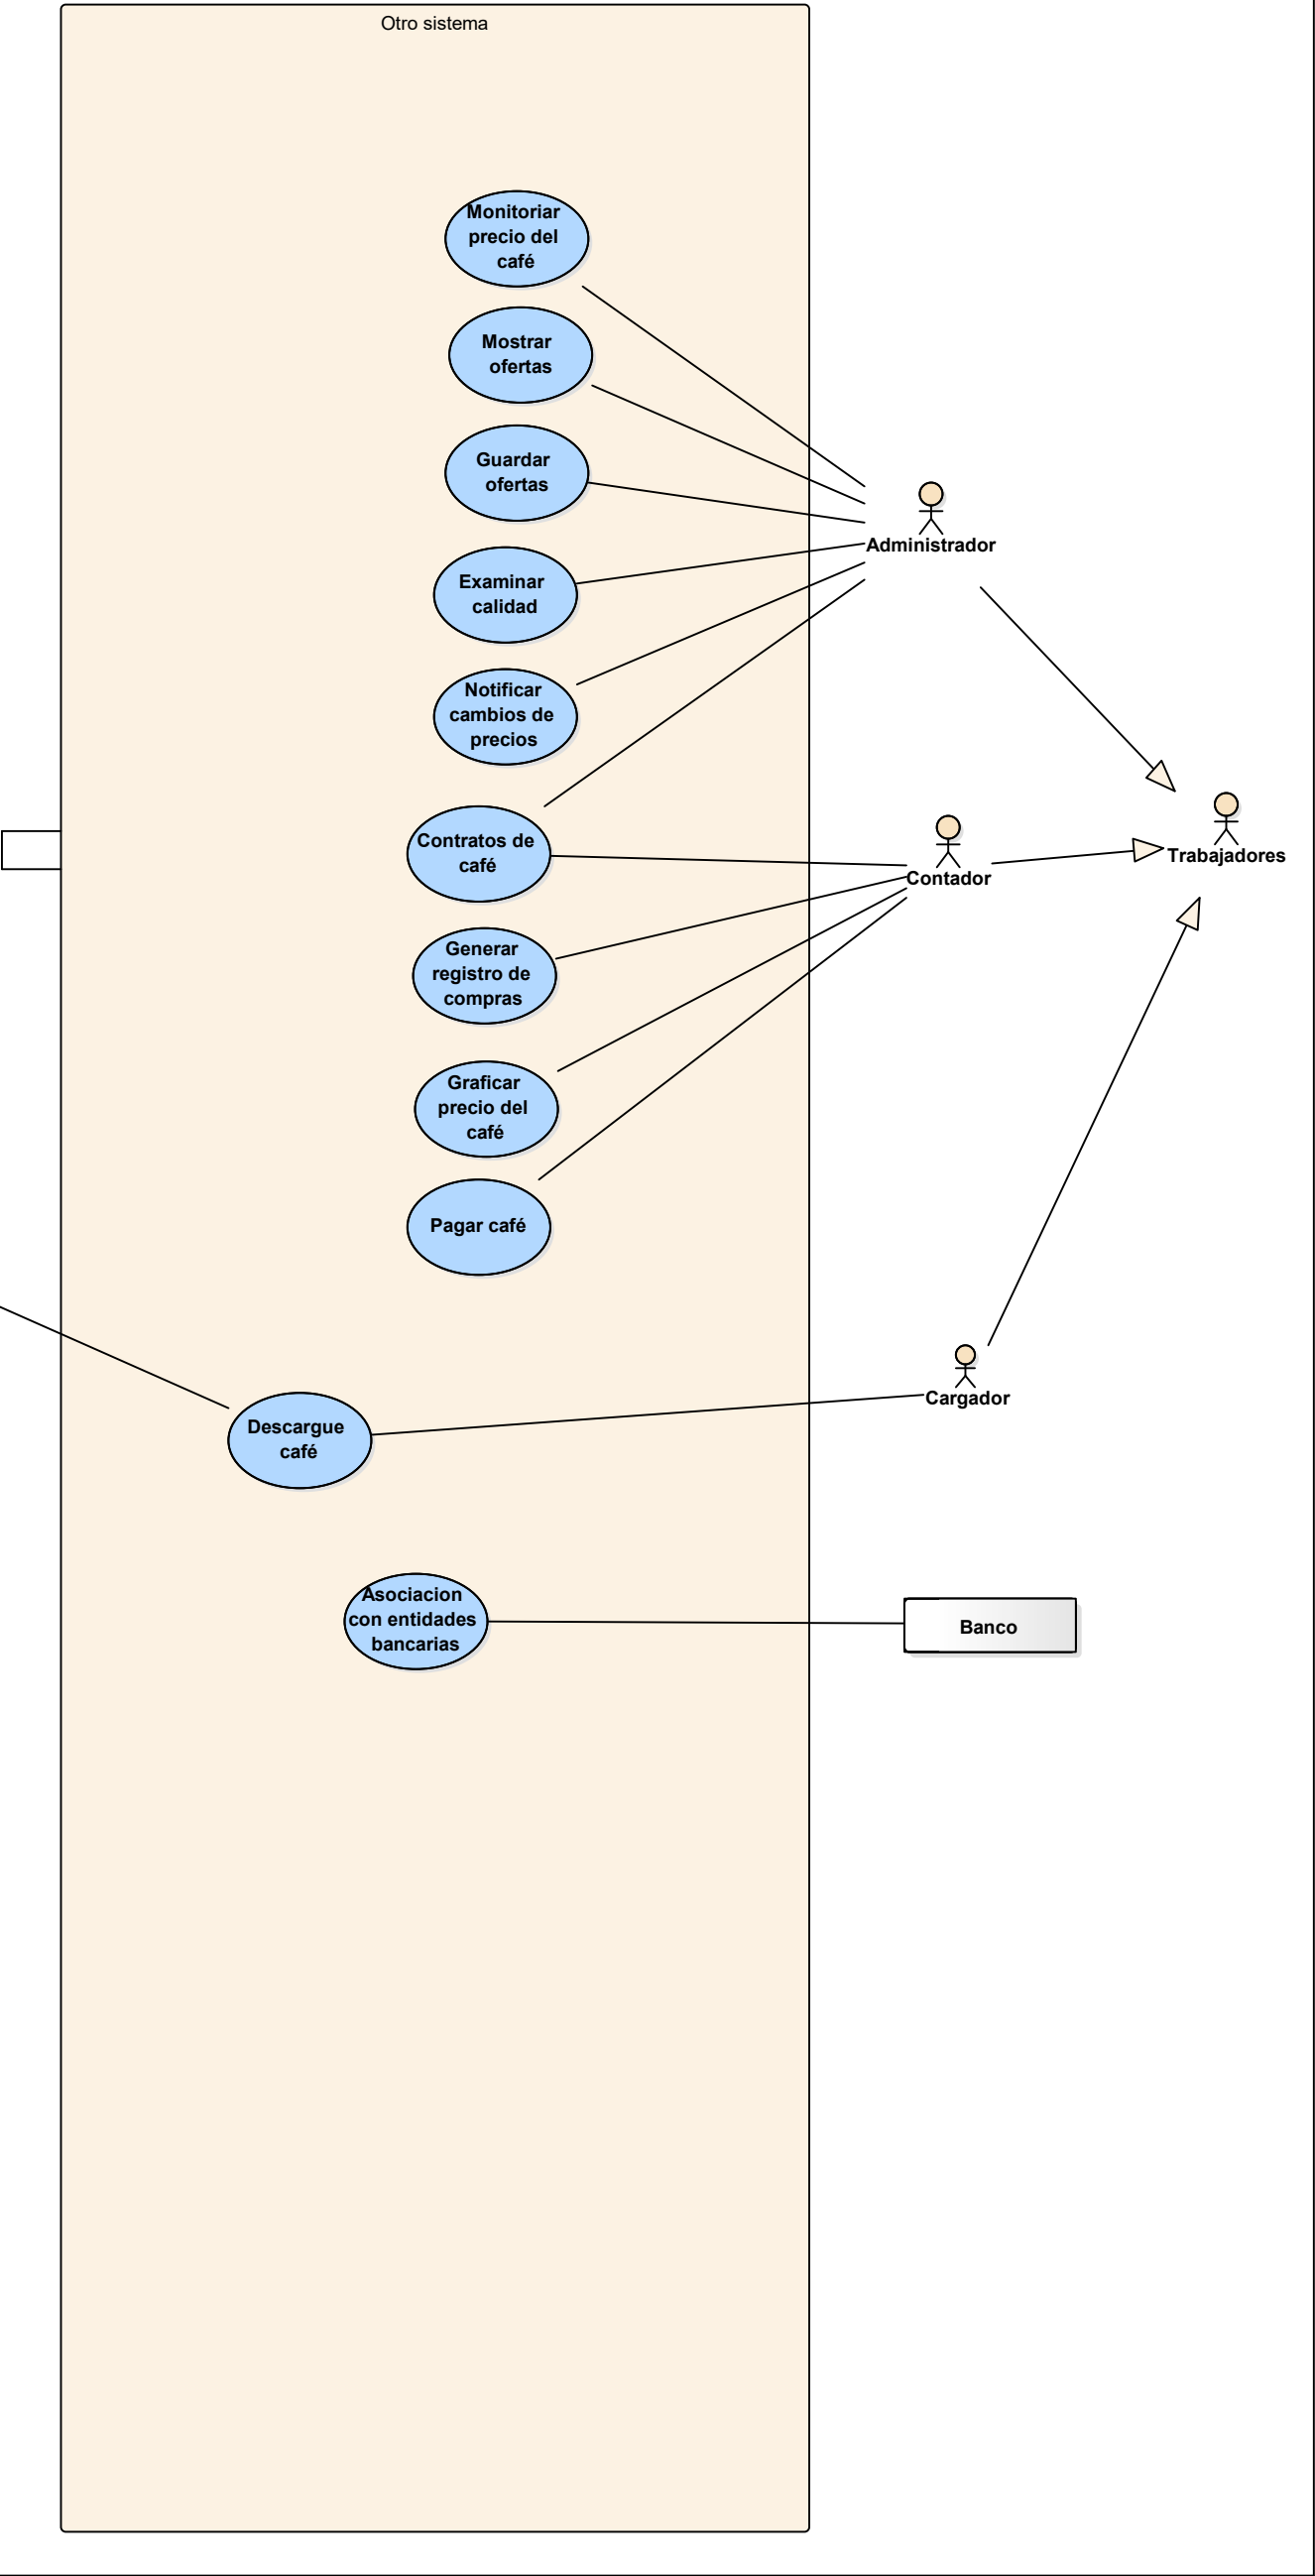 Otro sistema
Monitoriar
precio del
café
Mostrar
ofertas
Guardar
ofertas
Administrador
Examinar
calidad
Notificar
cambios de
precios
Contratos de
café
Contador
Trabajadores
Generar
registro de
compras
Graficar
precio del
café
Pagar café
Cargador
Descargue
café
Asociacion
con entidades
bancarias
Banco